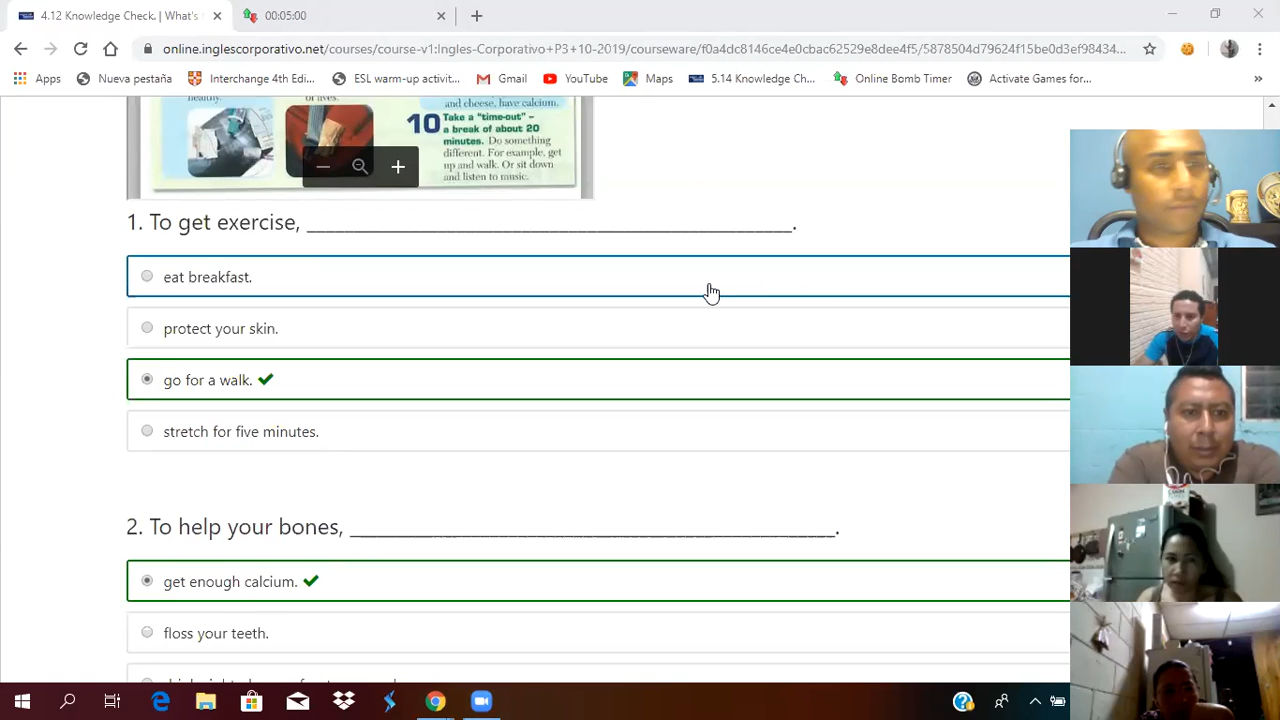 4.12 Knowledge Check. | What's
00:05:00
online.inglescorporativo.net/courses/course-v1:Ingles-Corporativo+P3+10-2019/courseware/f0a4dc8146ce4e0cbac62529e8dee4f5/5878504d79624f15be0d3ef98434...
Apps
Nueva pestaña
Interchange 4th Edi...
ESL warm-up activit...
Gmail
YouTube
Maps
5.14 Knowledge Ch...
Online Bomb Timer
Activate Games for...
»
healthy.
and cheese, have calcium.
10 Take a "time-out" –
a break of about 20
minutes. Do something
different. For example, get
up and walk. Or sit down
and listen to music.
1. To get exercise, ______________________________________________.
eat breakfast.
protect your skin.
go for a walk. ✔
stretch for five minutes.
2. To help your bones, ______________________________________________.
get enough calcium. ✔
floss your teeth.